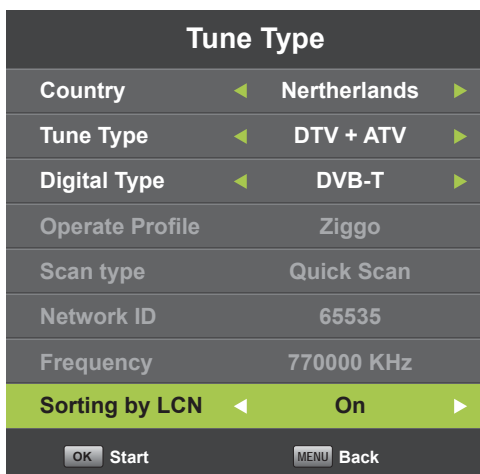 Tune Type
Country Nertherlands
Tune Type DTV + ATV
Digital Type DVB-T
Operate Profile Ziggo
Scan type Quick Scan
Network ID 65535
Frequency 770000 KHz
Sorting by LCN On
OK Start MENU Back